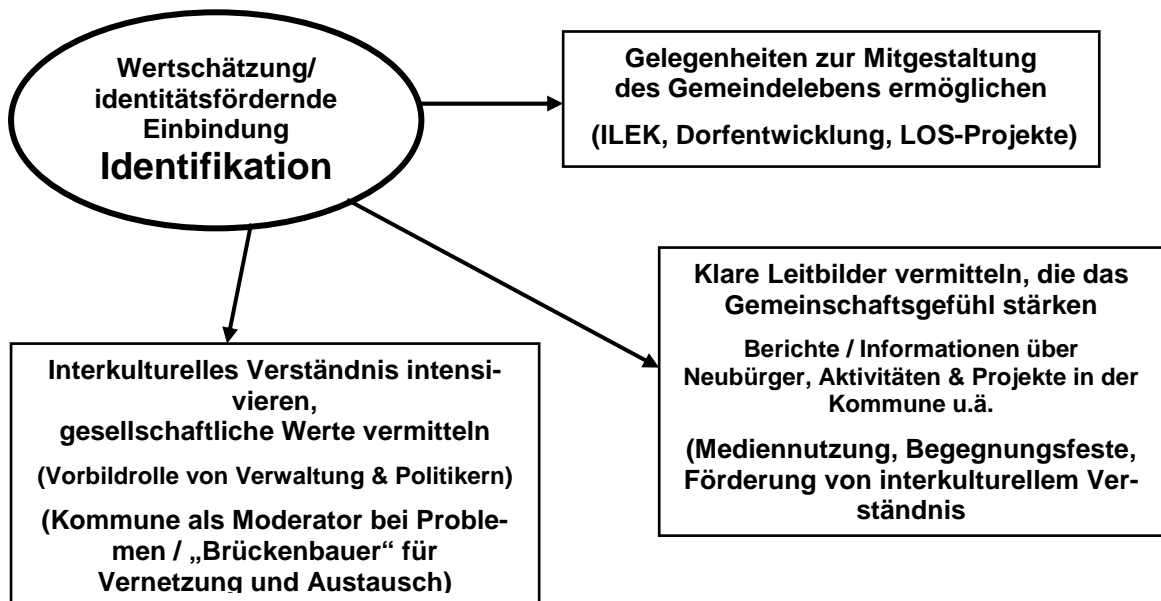 Wertschätzung/
identitätsfördernde
Einbindung
Identifikation
Gelegenheiten zur Mitgestaltung
des Gemeindelebens ermöglichen
(ILEK, Dorfentwicklung, LOS-Projekte)
Klare Leitbilder vermitteln, die das
Gemeinschaftsgefühl stärken
Berichte / Informationen über
Neubürger, Aktivitäten & Projekte in der
Kommune u.ä.
(Mediennutzung, Begegnungsfeste,
Förderung von interkulturellem Ver-
ständnis
Interkulturelles Verständnis intensi-
vieren,
gesellschaftliche Werte vermitteln
(Vorbildrolle von Verwaltung & Politikern)
(Kommune als Moderator bei Proble-
men / „Brückenbauer“ für
Vernetzung und Austausch)